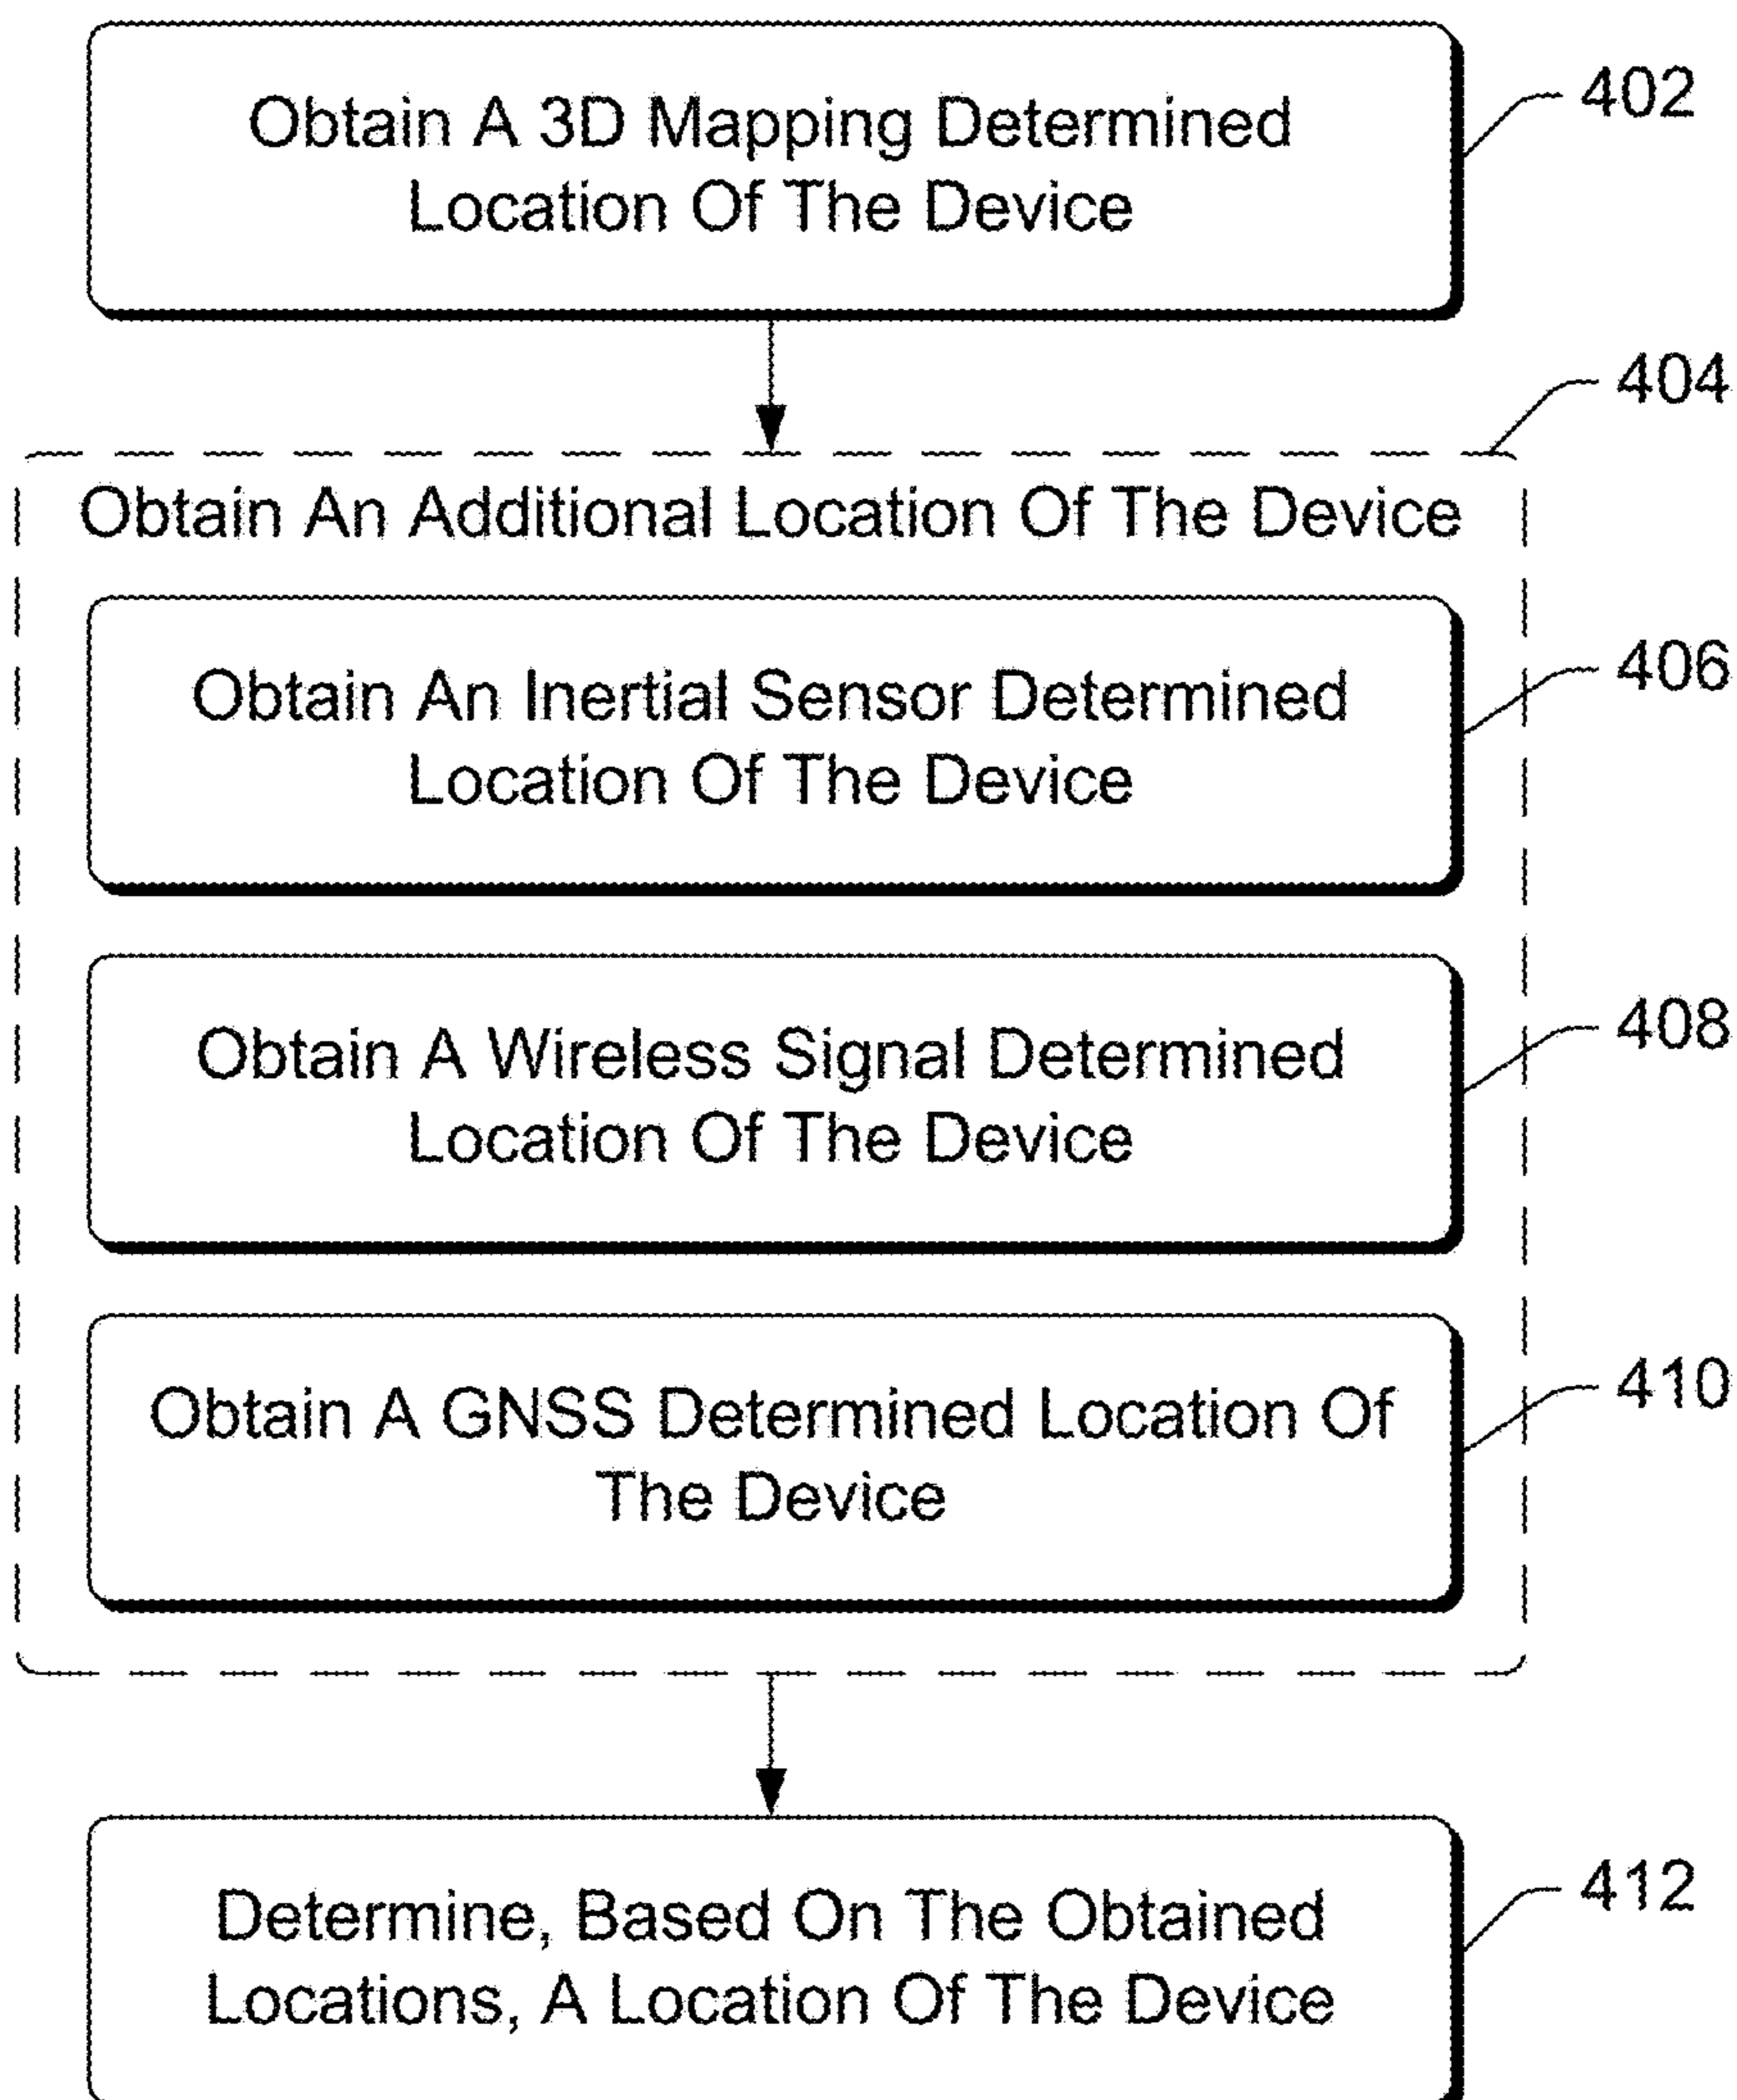 Obtain A 3D Mapping Determined
Location Of The Device
402
404
Obtain An Additional Location Of The Device
Obtain An Inertial Sensor Determined
Location Of The Device
406
Obtain A Wireless Signal Determined
Location Of The Device
408
Obtain A GNSS Determined Location Of
The Device
410
Determine, Based On The Obtained
Locations, A Location Of The Device
412